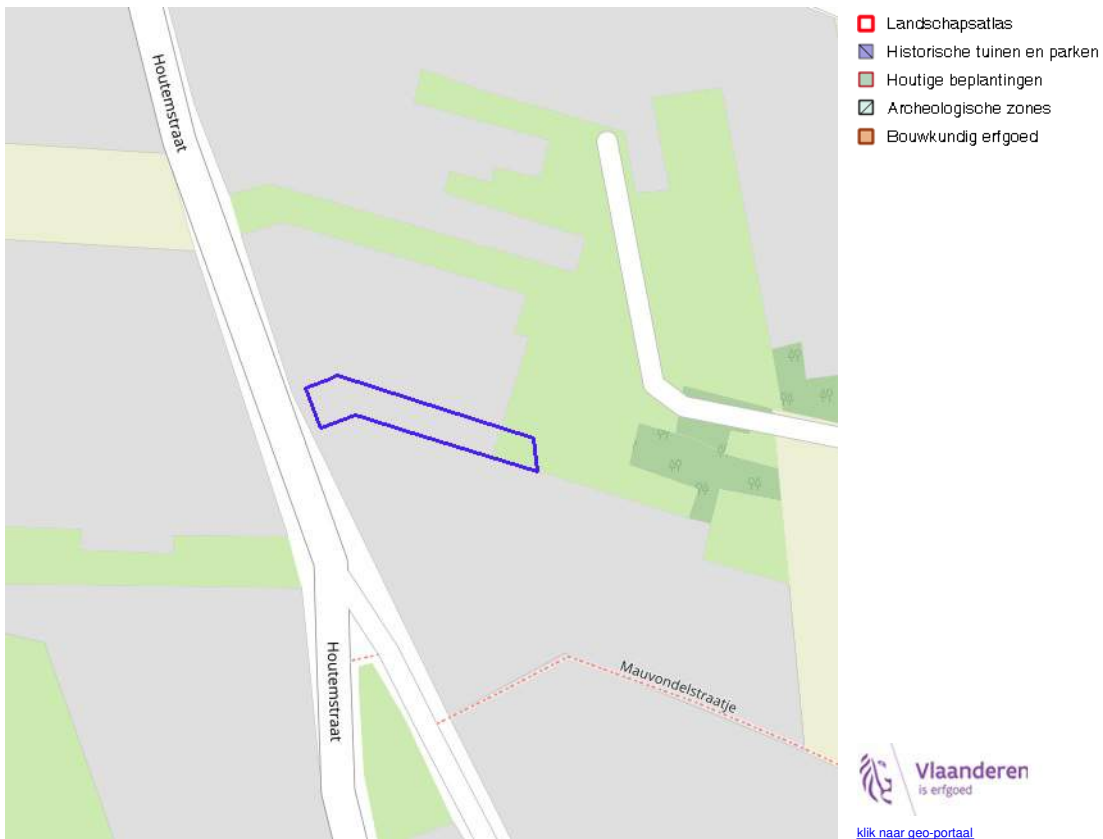 Houtemstraat
Houtemstraat
Mauvondelstraatje
Landschapsatlas
Historische tuinen en parken
Houtige beplantingen
Archeologische zones
Bouwkundig erfgoed
Vlaanderen
is erfgoed
klik naar geo-portaal